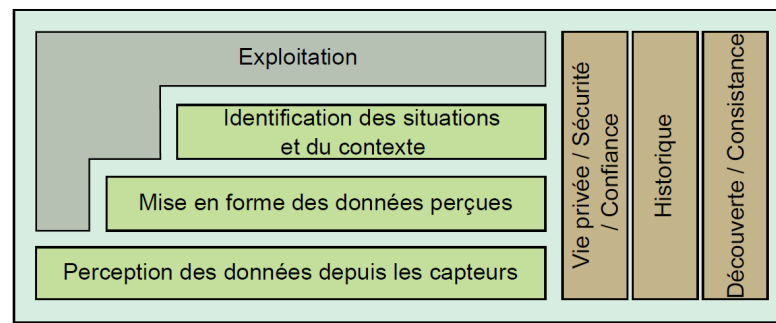 Exploitation
Identification des situations
et du contexte
Mise en forme des données perçues
Perception des données depuis les capteurs
Vie privée / Sécurité
/ Confiance
Historique
Découverte / Consistance